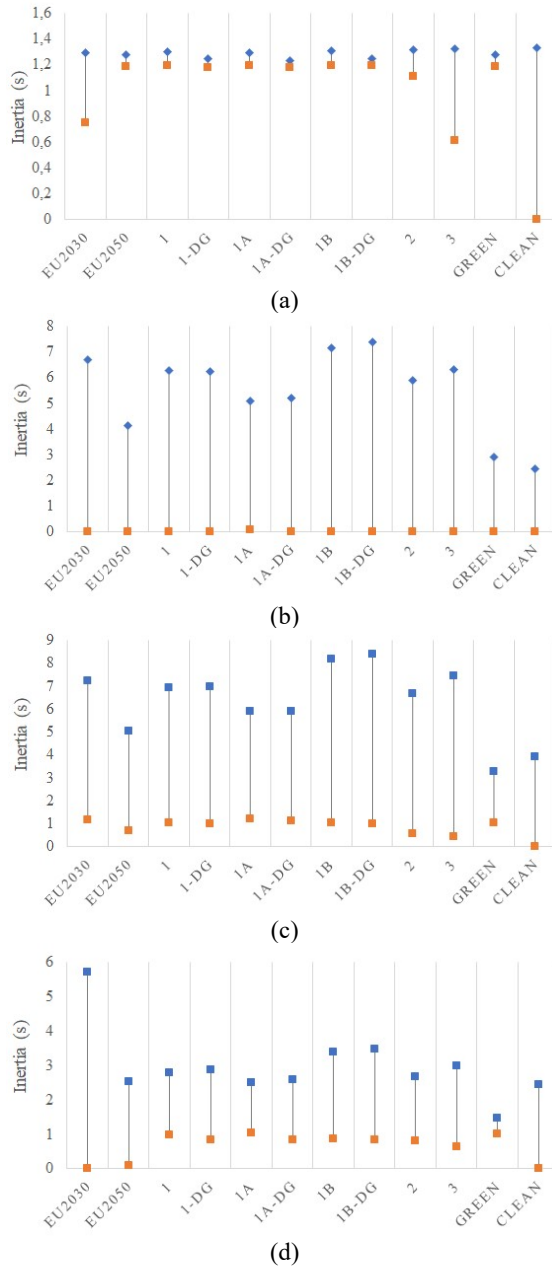 1,6
1,4
1,2
1
0,8
0,6
0,4
0,2
0
Inertia (s)
EU2030 EU2050 1 1-DG 1A 1A-DG 1B 1B-DG 2 3 GREEN CLEAN
(a)
8
7
6
5
4
3
2
1
0
Inertia (s)
EU2030 EU2050 1 1-DG 1A 1A-DG 1B 1B-DG 2 3 GREEN CLEAN
(b)
9
8
7
6
5
4
3
2
1
0
Inertia (s)
EU2030 EU2050 1 1-DG 1A 1A-DG 1B 1B-DG 2 3 GREEN CLEAN
(c)
6
5
4
3
2
1
0
Inertia (s)
EU2030 EU2050 1 1-DG 1A 1A-DG 1B 1B-DG 2 3 GREEN CLEAN
(d)